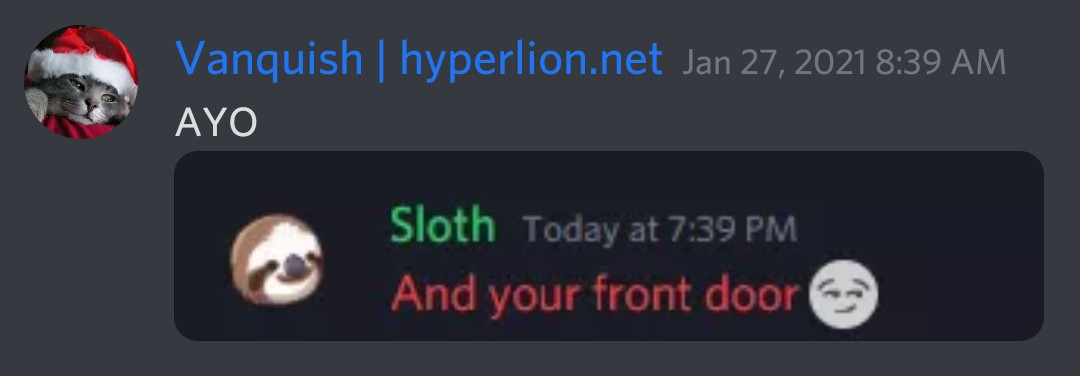 Vanquish | hyperlion.net Jan 27, 2021 8:39 AM
AYO
Sloth Today at 7:39 PM
And your front door